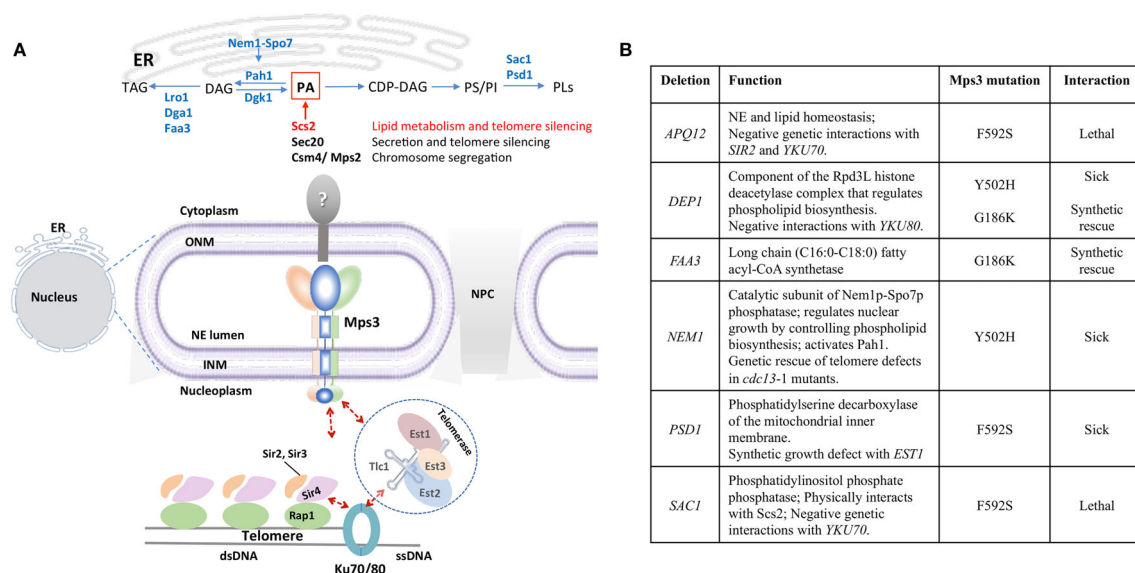 A
ER
Nem1-Spo7
TAG
DAG
Pah1
Dgk1
PA
CDP-DAG
PS/PI
Sac1
Psd1
PLs
Lro1
Dga1
Faa3
Scs2 Lipid metabolism and telomere silencing
Sec20 Secretion and telomere silencing
Csm4/ Mps2 Chromosome segregation
?
Cytoplasm
ONM
ER
Nucleus
NPC
Mps3
NE lumen
INM
Nucleoplasm
Telomerase
Est1
Tlc1
Est3
Est2
Sir2, Sir3
Sir4
Rap1
Telomere
dsDNA
ssDNA
Ku70/80
B
Deletion Function Mps3 mutation Interaction
APQ12
NE and lipid homeostasis;
Negative genetic interactions with
SIR2 and YKU70.
F592S
Lethal
DEP1
Component of the Rpd3L histone
deacetylase complex that regulates
phospholipid biosynthesis.
Negative interactions with YKU80.
Y502H
G186K
Sick
Synthetic
rescue
FAA3
Long chain (C16:0-C18:0) fatty
acyl-CoA synthetase
G186K
Synthetic
rescue
NEM1
Catalytic subunit of Nem1p-Spo7p
phosphatase; regulates nuclear
growth by controlling phospholipid
biosynthesis; activates Pah1.
Genetic rescue of telomere defects
in cdc13-1 mutants.
Y502H
Sick
PSD1
Phosphatidylserine decarboxylase
of the mitochondrial inner
membrane.
Synthetic growth defect with EST1
F592S
Sick
SAC1
Phosphatidylinositol phosphate
phosphatase; Physically interacts
with Scs2; Negative genetic
interactions with YKU70.
F592S
Lethal